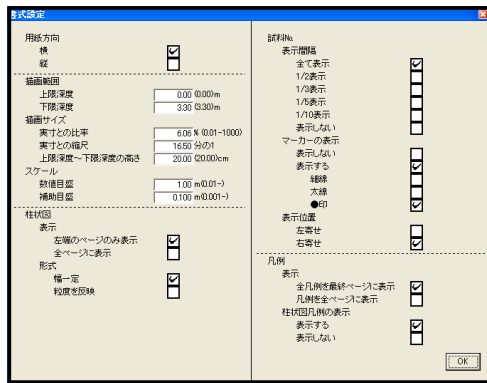 書式設定
用紙方向
横
縦
描画範囲
上限深度 0.00 (0.00)m
下限深度 3.30 (3.30)m
描画サイズ
実寸との比率 6.06 % (0.01-1000)
実寸との縮尺 16.50 分の1
上限深度～下限深度の高さ 20.00 (20.00)cm
スケール
数値目盛 1.00 m(0.01-)
補助目盛 0.100 m(0.001-)
柱状図
表示
左端のページのみ表示
全ページに表示
形式
幅一定
粒度を反映
試料No.
表示間隔
全て表示
1/2表示
1/3表示
1/5表示
1/10表示
表示しない
マーカーの表示
表示しない
表示する
細線
太線
●印
表示位置
左寄せ
右寄せ
凡例
表示
全凡例を最終ページに表示
凡例を全ページに表示
柱状図凡例の表示
表示する
表示しない
OK